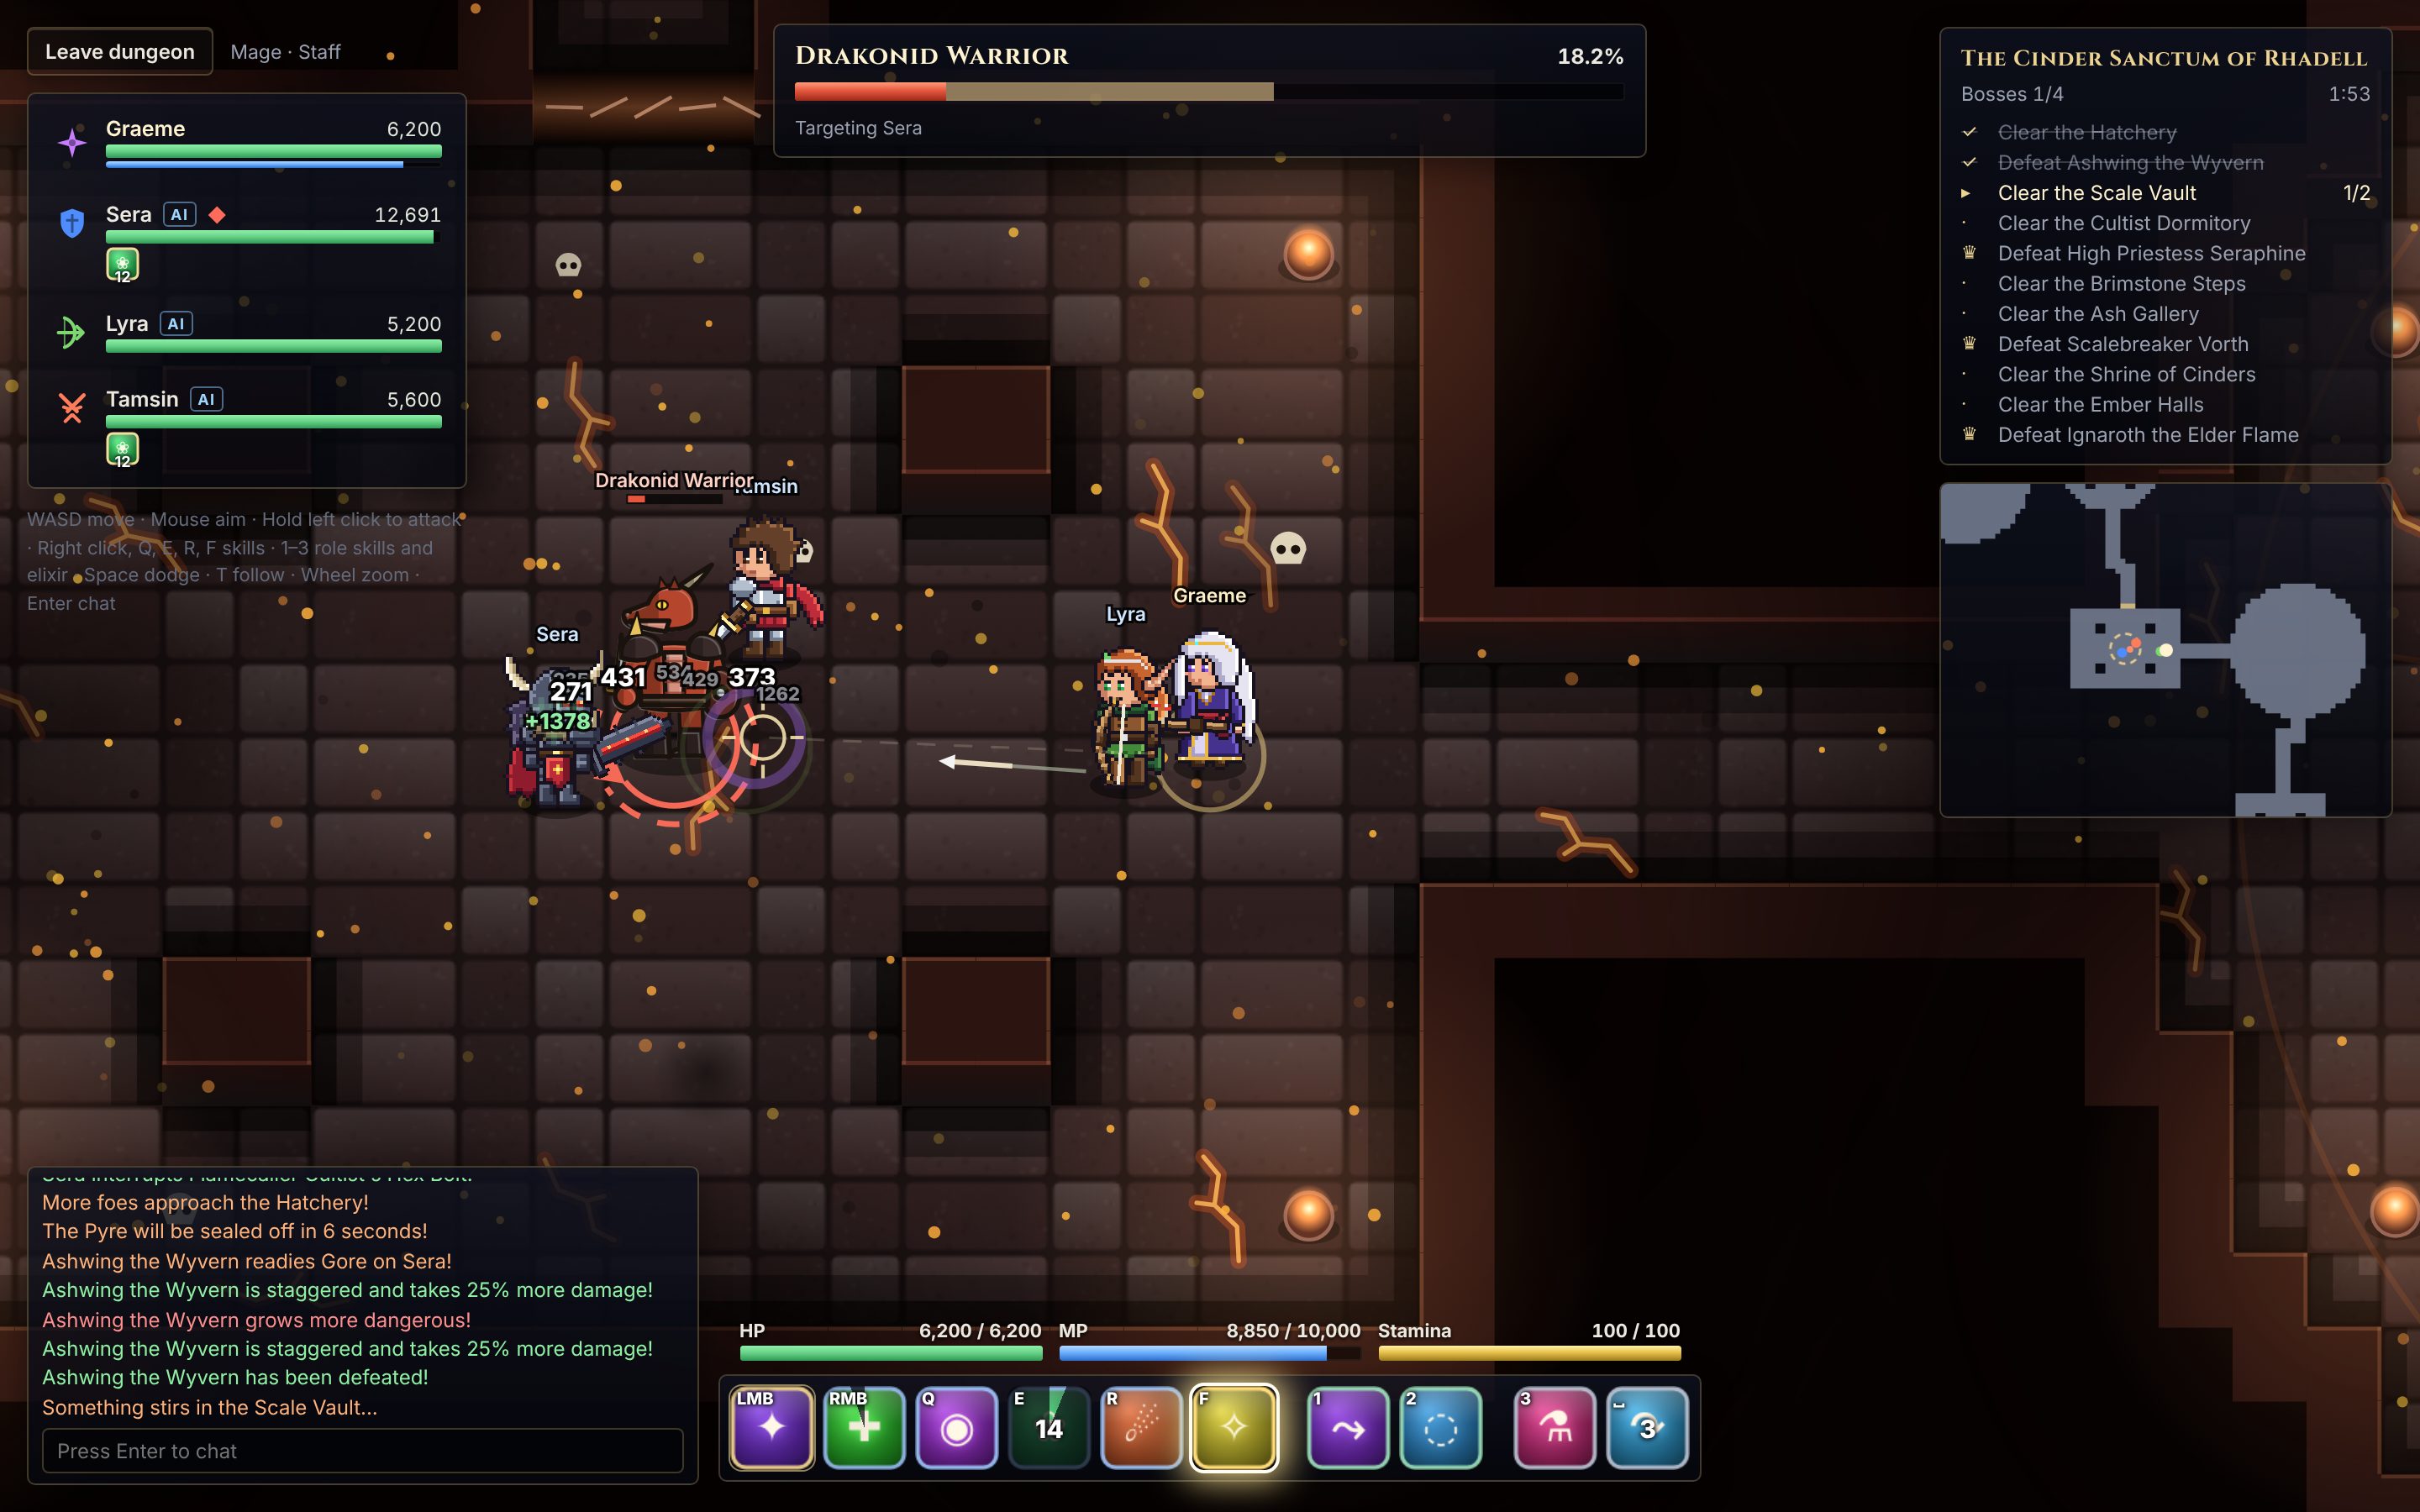 Leave dungeon
Mage · Staff
Graeme 6,200
Sera AI 12,691
12
Lyra AI 5,200
Tamsin AI 5,600
12
WASD move · Mouse aim · Hold left click to attack
· Right click, Q, E, R, F skills · 1–3 role skills and
elixir · Space dodge · T follow · Wheel zoom ·
Enter chat
DRAKONID WARRIOR 18.2%
Targeting Sera
THE CINDER SANCTUM OF RHADELL
Bosses 1/4 1:53
Clear the Hatchery
Defeat Ashwing the Wyvern
Clear the Scale Vault 1/2
Clear the Cultist Dormitory
Defeat High Priestess Seraphine
Clear the Brimstone Steps
Clear the Ash Gallery
Defeat Scalebreaker Vorth
Clear the Shrine of Cinders
Clear the Ember Halls
Defeat Ignaroth the Elder Flame
Drakonid Warrior
Graeme
Lyra
Sera
431 429 373
271 1262
+1378
More foes approach the Hatchery!
The Pyre will be sealed off in 6 seconds!
Ashwing the Wyvern readies Gore on Sera!
Ashwing the Wyvern is staggered and takes 25% more damage!
Ashwing the Wyvern grows more dangerous!
Ashwing the Wyvern is staggered and takes 25% more damage!
Ashwing the Wyvern has been defeated!
Something stirs in the Scale Vault...
Press Enter to chat
HP 6,200 / 6,200 MP 8,850 / 10,000 Stamina 100 / 100
LMB RMB Q E R F 1 2 3
14 3